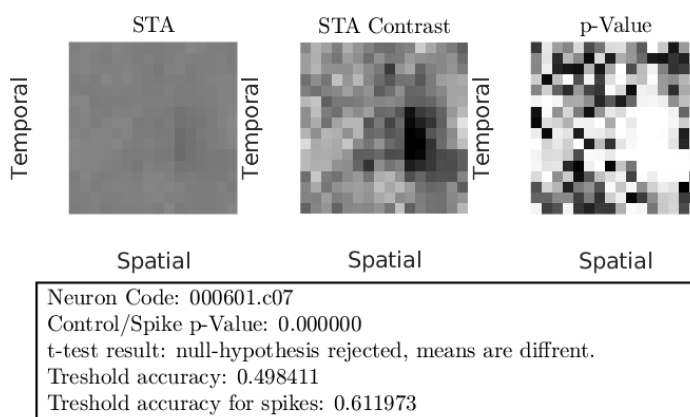 STA
STA Contrast
p-Value
Temporal
Temporal
Temporal
Spatial
Spatial
Spatial
Neuron Code: 000601.c07
Control/Spike p-Value: 0.000000
t-test result: null-hypothesis rejected, means are diffrent.
Treshold accuracy: 0.498411
Treshold accuracy for spikes: 0.611973